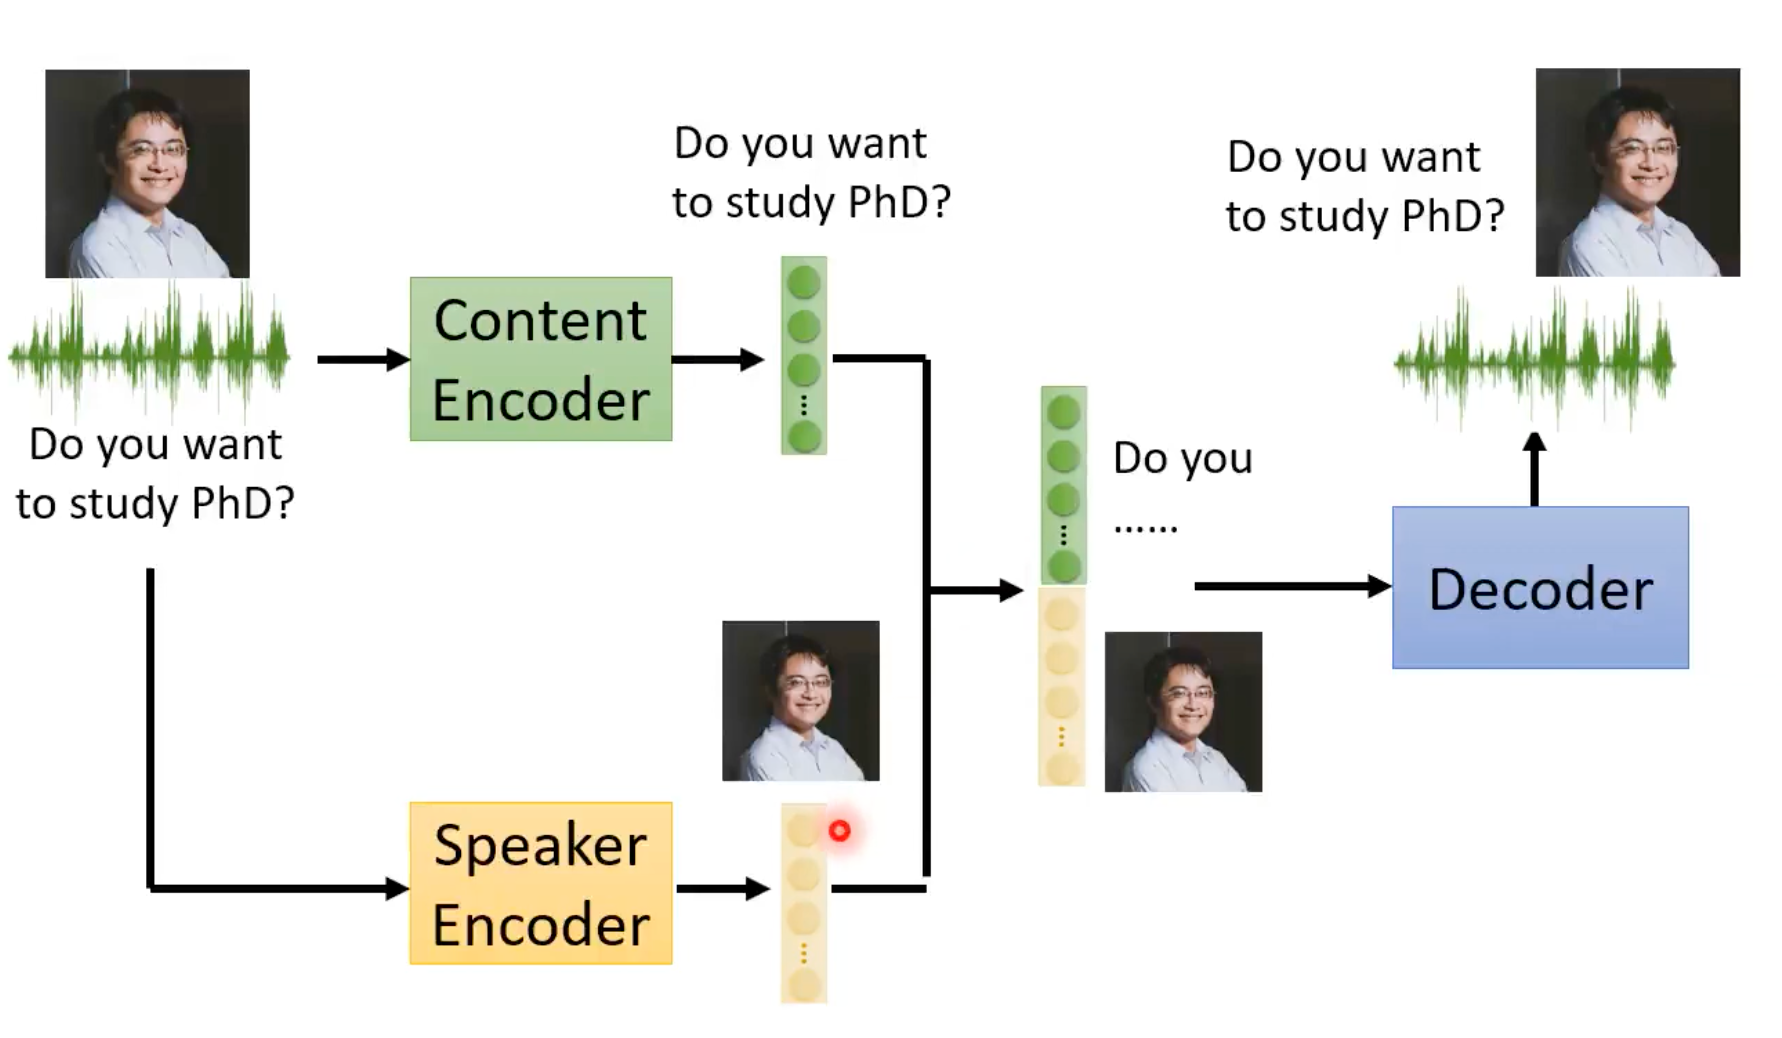 Do you want
to study PhD?
Content
Encoder
Do you want
to study PhD?
Do you
......
Do you want
to study PhD?
Decoder
Speaker
Encoder